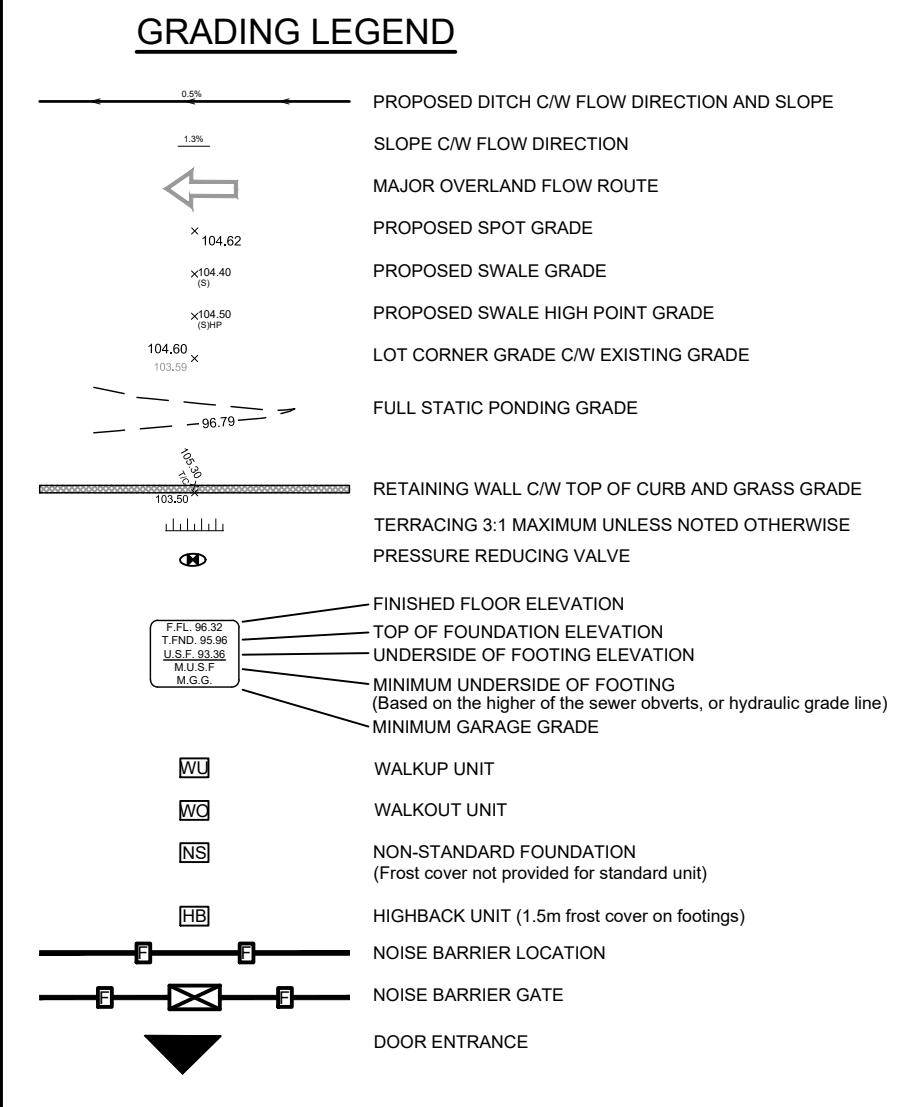 GRADING LEGEND
0.5%
PROPOSED DITCH C/W FLOW DIRECTION AND SLOPE
1.3%
SLOPE C/W FLOW DIRECTION
MAJOR OVERLAND FLOW ROUTE
104.62
PROPOSED SPOT GRADE
104.40
(S)
PROPOSED SWALE GRADE
104.50
(S)HP
PROPOSED SWALE HIGH POINT GRADE
104.60
103.59
LOT CORNER GRADE C/W EXISTING GRADE
96.79
FULL STATIC PONDING GRADE
105.30
T/C
103.50
RETAINING WALL C/W TOP OF CURB AND GRASS GRADE
TERRACING 3:1 MAXIMUM UNLESS NOTED OTHERWISE
PRESSURE REDUCING VALVE
F.FL. 96.32
T.FND. 95.96
U.S.F. 93.36
M.U.S.F
M.G.G.
FINISHED FLOOR ELEVATION
TOP OF FOUNDATION ELEVATION
UNDERSIDE OF FOOTING ELEVATION
MINIMUM UNDERSIDE OF FOOTING
(Based on the higher of the sewer obverts, or hydraulic grade line)
MINIMUM GARAGE GRADE
WU
WALKUP UNIT
WO
WALKOUT UNIT
NS
NON-STANDARD FOUNDATION
(Frost cover not provided for standard unit)
HB
HIGHBACK UNIT (1.5m frost cover on footings)
F F
NOISE BARRIER LOCATION
F F
NOISE BARRIER GATE
DOOR ENTRANCE